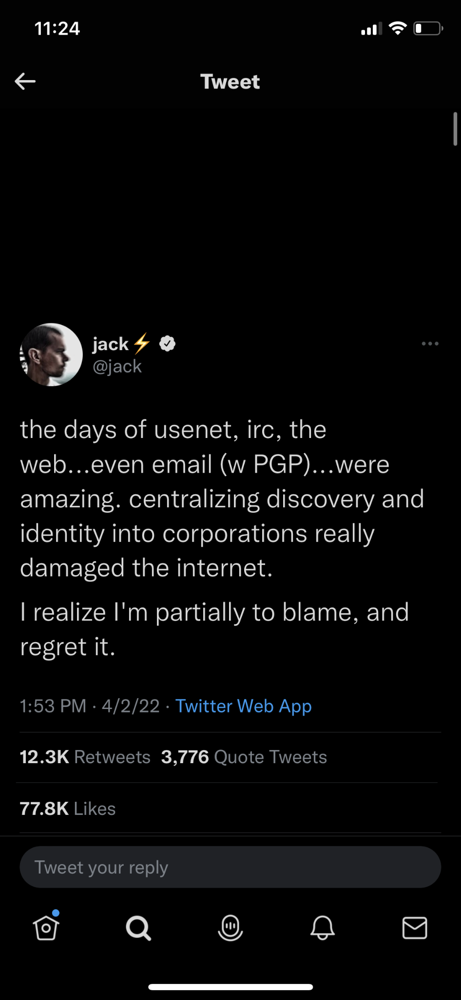 11:24
Tweet
jack⚡
@jack
the days of usenet, irc, the
web...even email (w PGP)...were
amazing. centralizing discovery and
identity into corporations really
damaged the internet.
I realize I'm partially to blame, and
regret it.
1:53 PM · 4/2/22 · Twitter Web App
12.3K Retweets 3,776 Quote Tweets
77.8K Likes
Tweet your reply